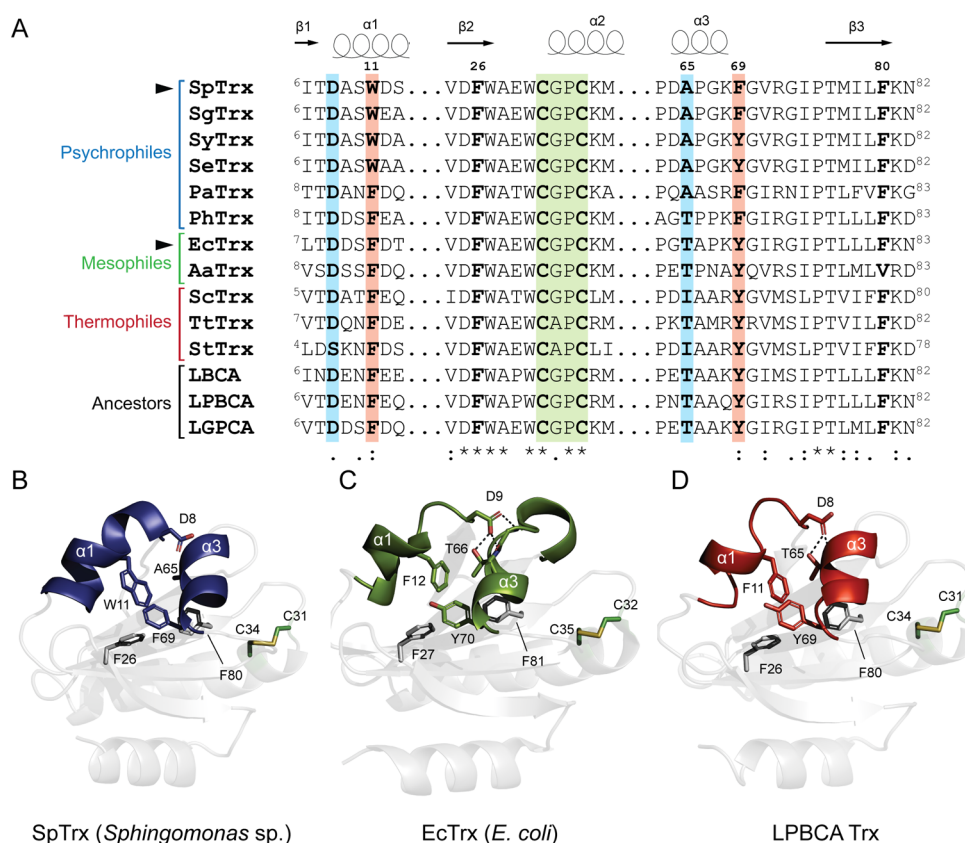 A
β1 α1 β2 α2 α3 β3
11 26 65 69 80
SpTrx 6ITDASWDS...VDFWAEWCGPCKM...PDAPGKFGVRGIPTMILFKN82
SgTrx 6ITDASWEA...VDFWAEWCGPCKM...PDAPGKFGVRGIPTMILFKN82
SyTrx 6ITDASWDA...VDFWAEWCGPCKM...PDAPGKYGVRGIPTMILFKN82
SeTrx 6ITDASWAA...VDFWAEWCGPCKM...PDAPGKYGVRGIPTMILFKN82
Psychrophiles
PaTrx 8TTDANFDQ...VDFWATWCGPCKA...PQAASRFGIRNIPTLFVFKG83
PhTrx 8ITDDSFEA...VDFWAEWCGPCKM...AGTPPKFGIRGIPTLLLFKD83
EcTrx 7LTDDSFDT...VDFWAEWCGPCKM...PGTAPKYGIRGIPTLLLFKN83
Mesophiles
AaTrx 8VSDSSFDQ...VDFWAEWCGPCKM...PETPNAYQVRSIPTLMLVRD83
ScTrx 5VTDATFEQ...IDFWATWCGPCLM...PDIAARYGVMSLPTVIFFKD80
Thermophiles
TtTrx 7VTDQNFDE...VDFWAEWCAPCRM...PKTAMRYRVMSIPTVILFKD82
StTrx 4LDSKNFDS...VDFWAEWCAPCLI...PDIAARYGVMSLPTVIFFKD78
LBCA 6INDENFEE...VDFWAPWCGPCKM...PETAAKYGIMSIPTLLLFKN82
Ancestors
LPBCA 6VTDENFEQ...VDFWAPWCGPCKM...PNTAAQYGIRSIPTLLLFKN82
LGPCA 6VTDSFDQ...VDFWAEWCGPCKM...PETAAKYGIRGIPTLMLFKN82
. .: :**** ** ** : : .: **:: :.
B
D8
α1
α3
A65
W11
F69
F26
C34
C31
F80
SpTrx (Sphingomonas sp.)
C
D9
α1
T66
α3
F12
Y70
F27
C35
C32
F81
EcTrx (E. coli)
D
D8
α1
T65
α3
F11
Y69
F26
C34
C31
F80
LPBCA Trx